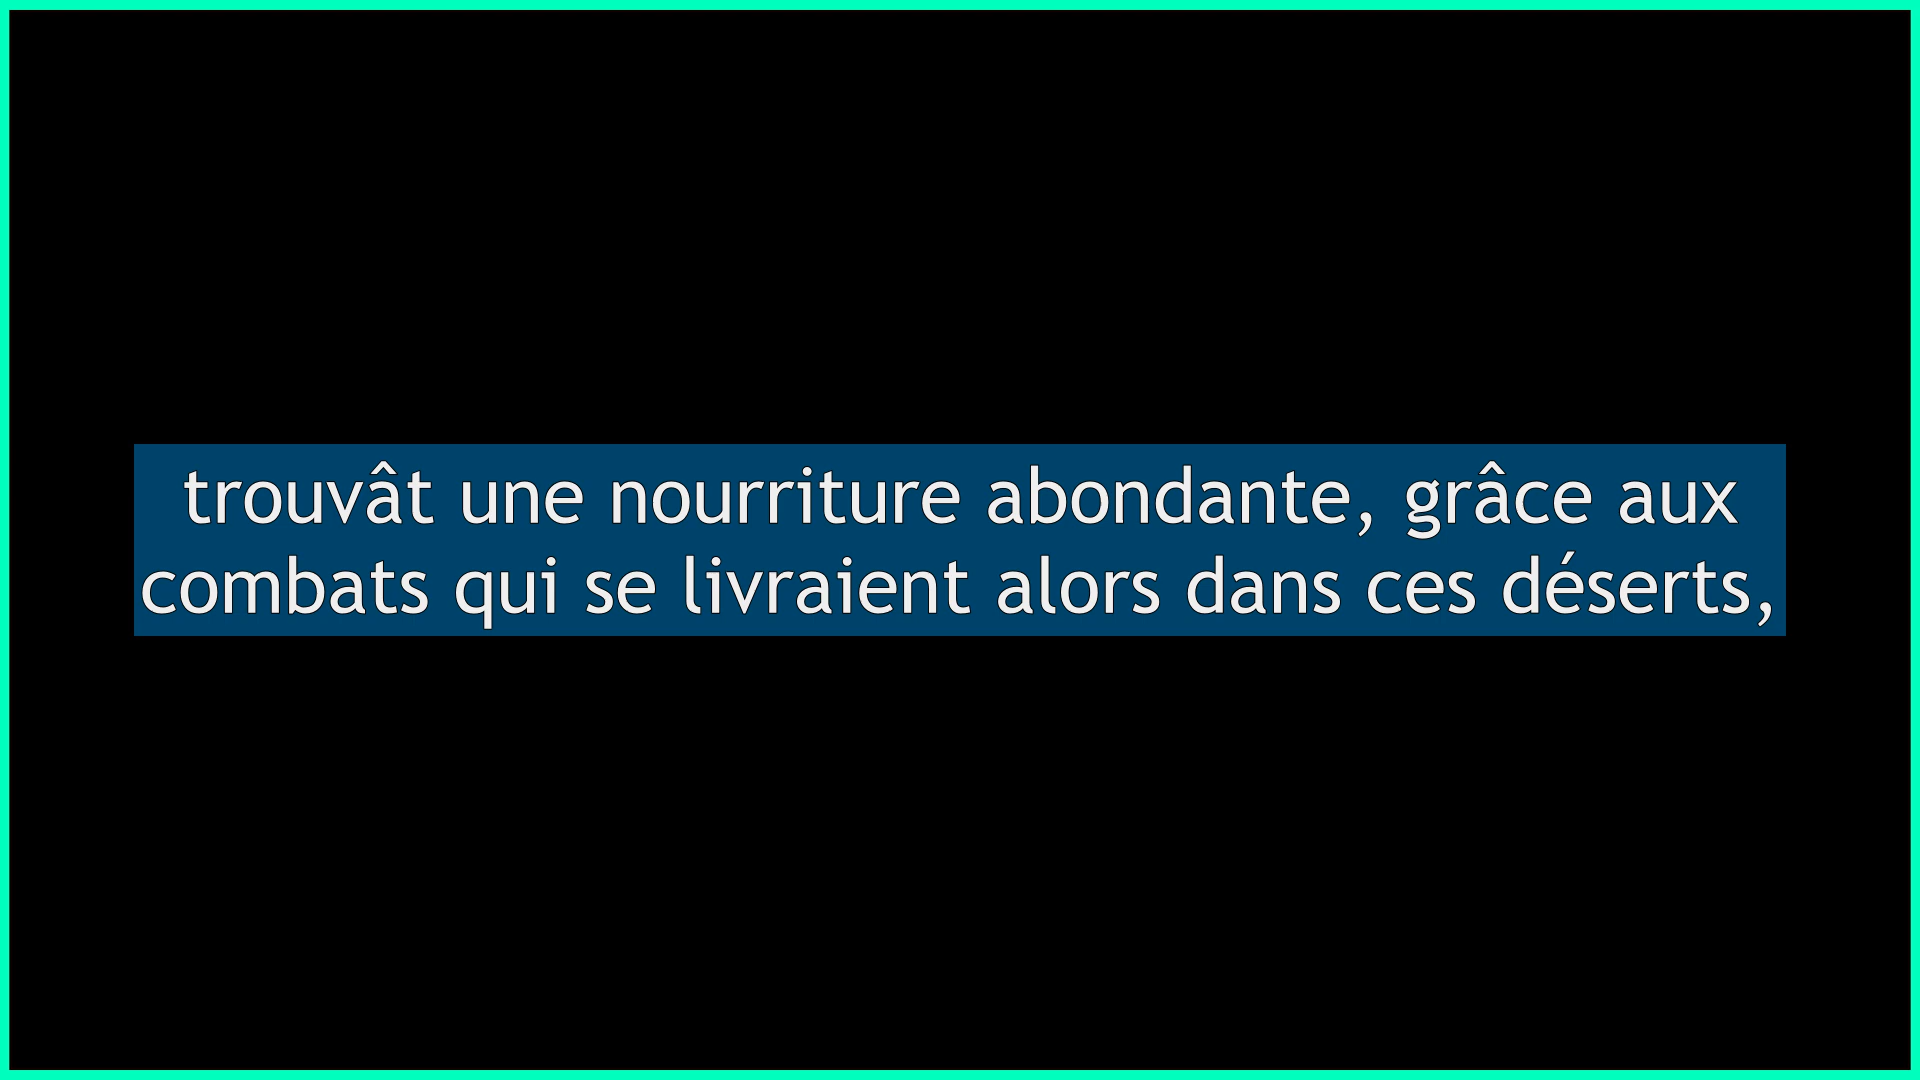 trouvât une nourriture abondante, grâce aux
combats qui se livraient alors dans ces déserts,